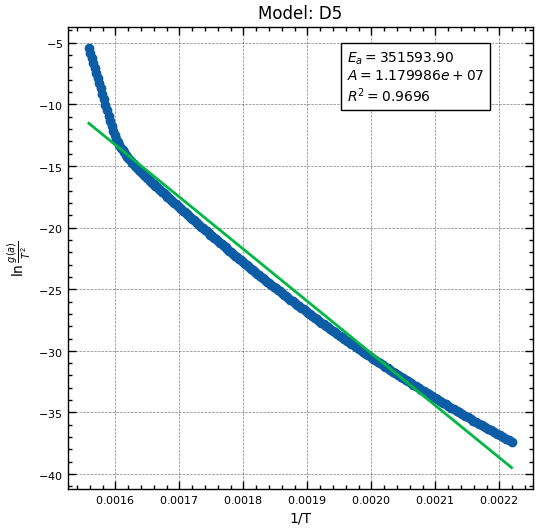 Model: D5
E_a = 351593.90
A = 1.179986e + 07
R² = 0.9696
ln g(a)/T²
−5
−10
−15
−20
−25
−30
−35
−40
0.0016 0.0017 0.0018 0.0019 0.0020 0.0021 0.0022
1/T